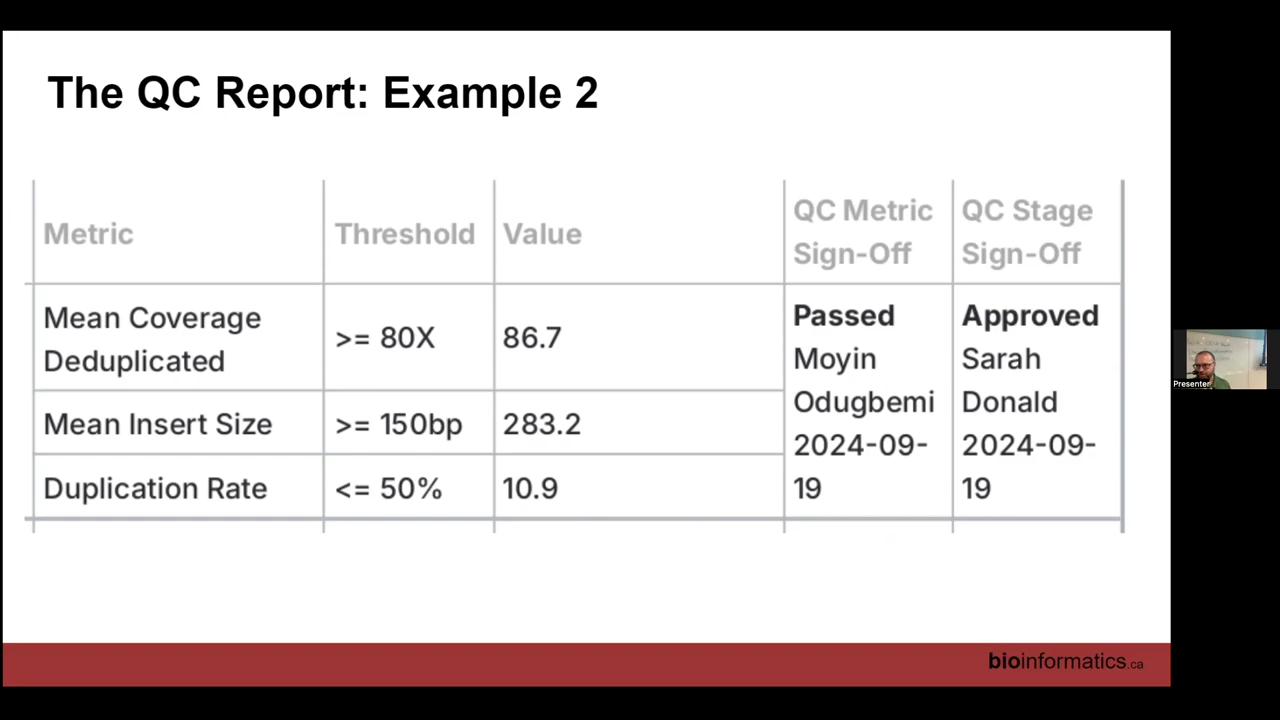 The QC Report: Example 2
Metric
Threshold
Value
QC Metric
Sign-Off
QC Stage
Sign-Off
Mean Coverage
Deduplicated
>= 80X
86.7
Passed
Moyin
Odugbemi
2024-09-
19
Approved
Sarah
Donald
2024-09-
19
Mean Insert Size
>= 150bp
283.2
Duplication Rate
<= 50%
10.9
Presenter
bioinformatics.ca